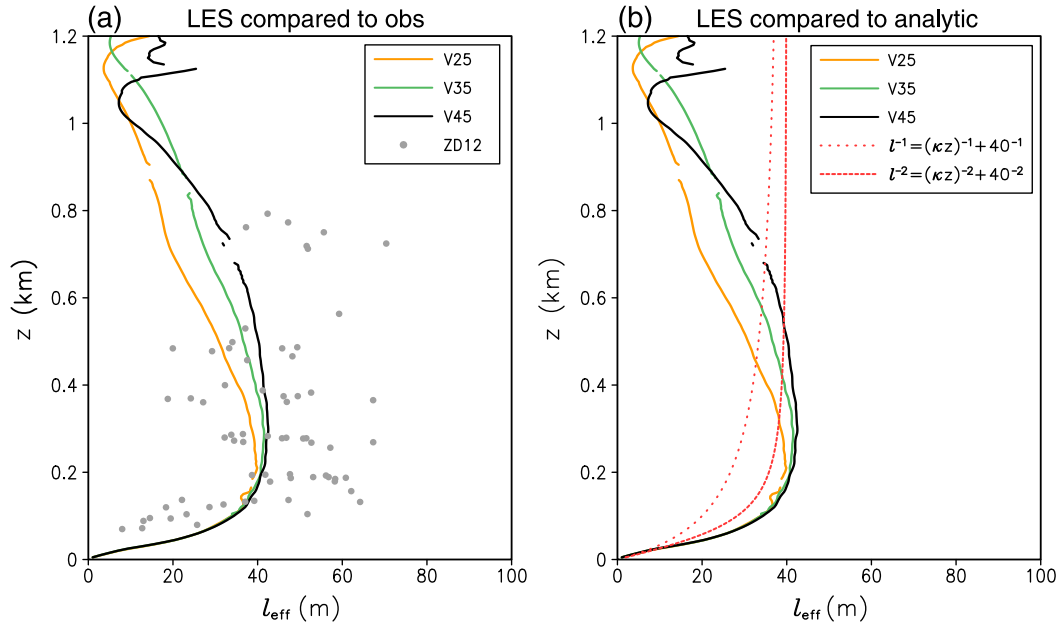 (a) LES compared to obs
1.2
1
0.8
0.6
0.4
0.2
0
z (km)
V25
V35
V45
ZD12
0 20 40 60 80 100
l_eff (m)
(b) LES compared to analytic
1.2
1
0.8
0.6
0.4
0.2
0
z (km)
V25
V35
V45
l⁻¹=(κz)⁻¹+40⁻¹
l⁻²=(κz)⁻²+40⁻²
0 20 40 60 80 100
l_eff (m)